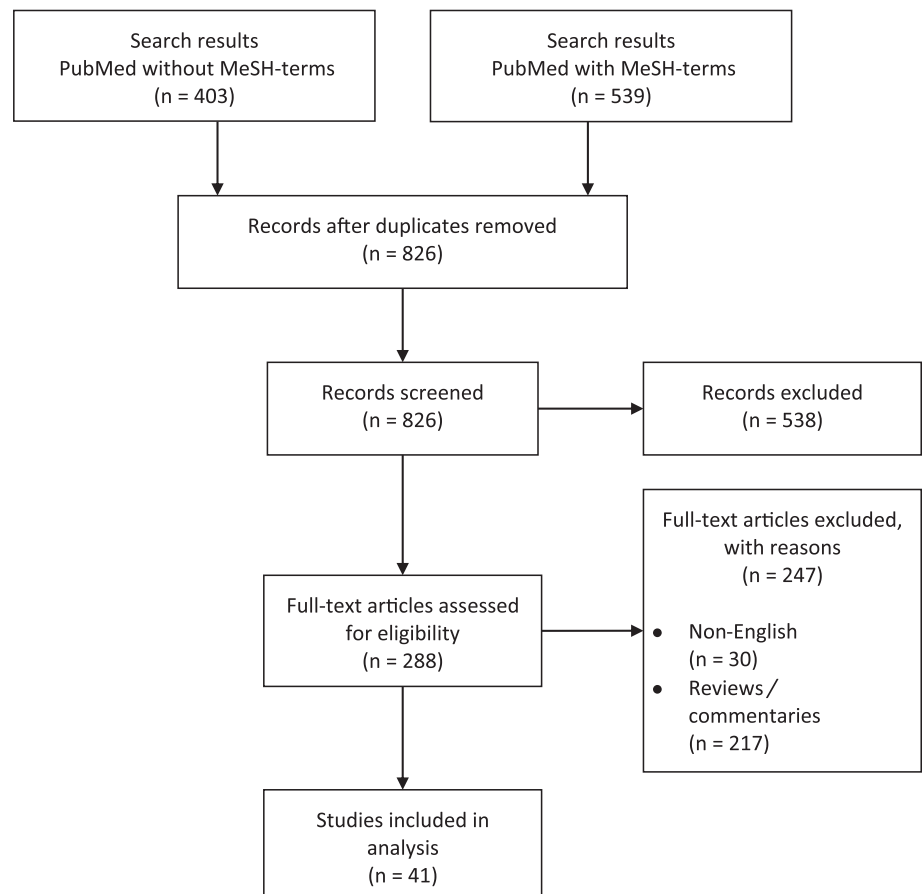 Search results
PubMed without MeSH-terms
(n = 403)
Search results
PubMed with MeSH-terms
(n = 539)
Records after duplicates removed
(n = 826)
Records screened
(n = 826)
Records excluded
(n = 538)
Full-text articles assessed
for eligibility
(n = 288)
Full-text articles excluded,
with reasons
(n = 247)
● Non-English
(n = 30)
● Reviews/
commentaries
(n = 217)
Studies included in
analysis
(n = 41)